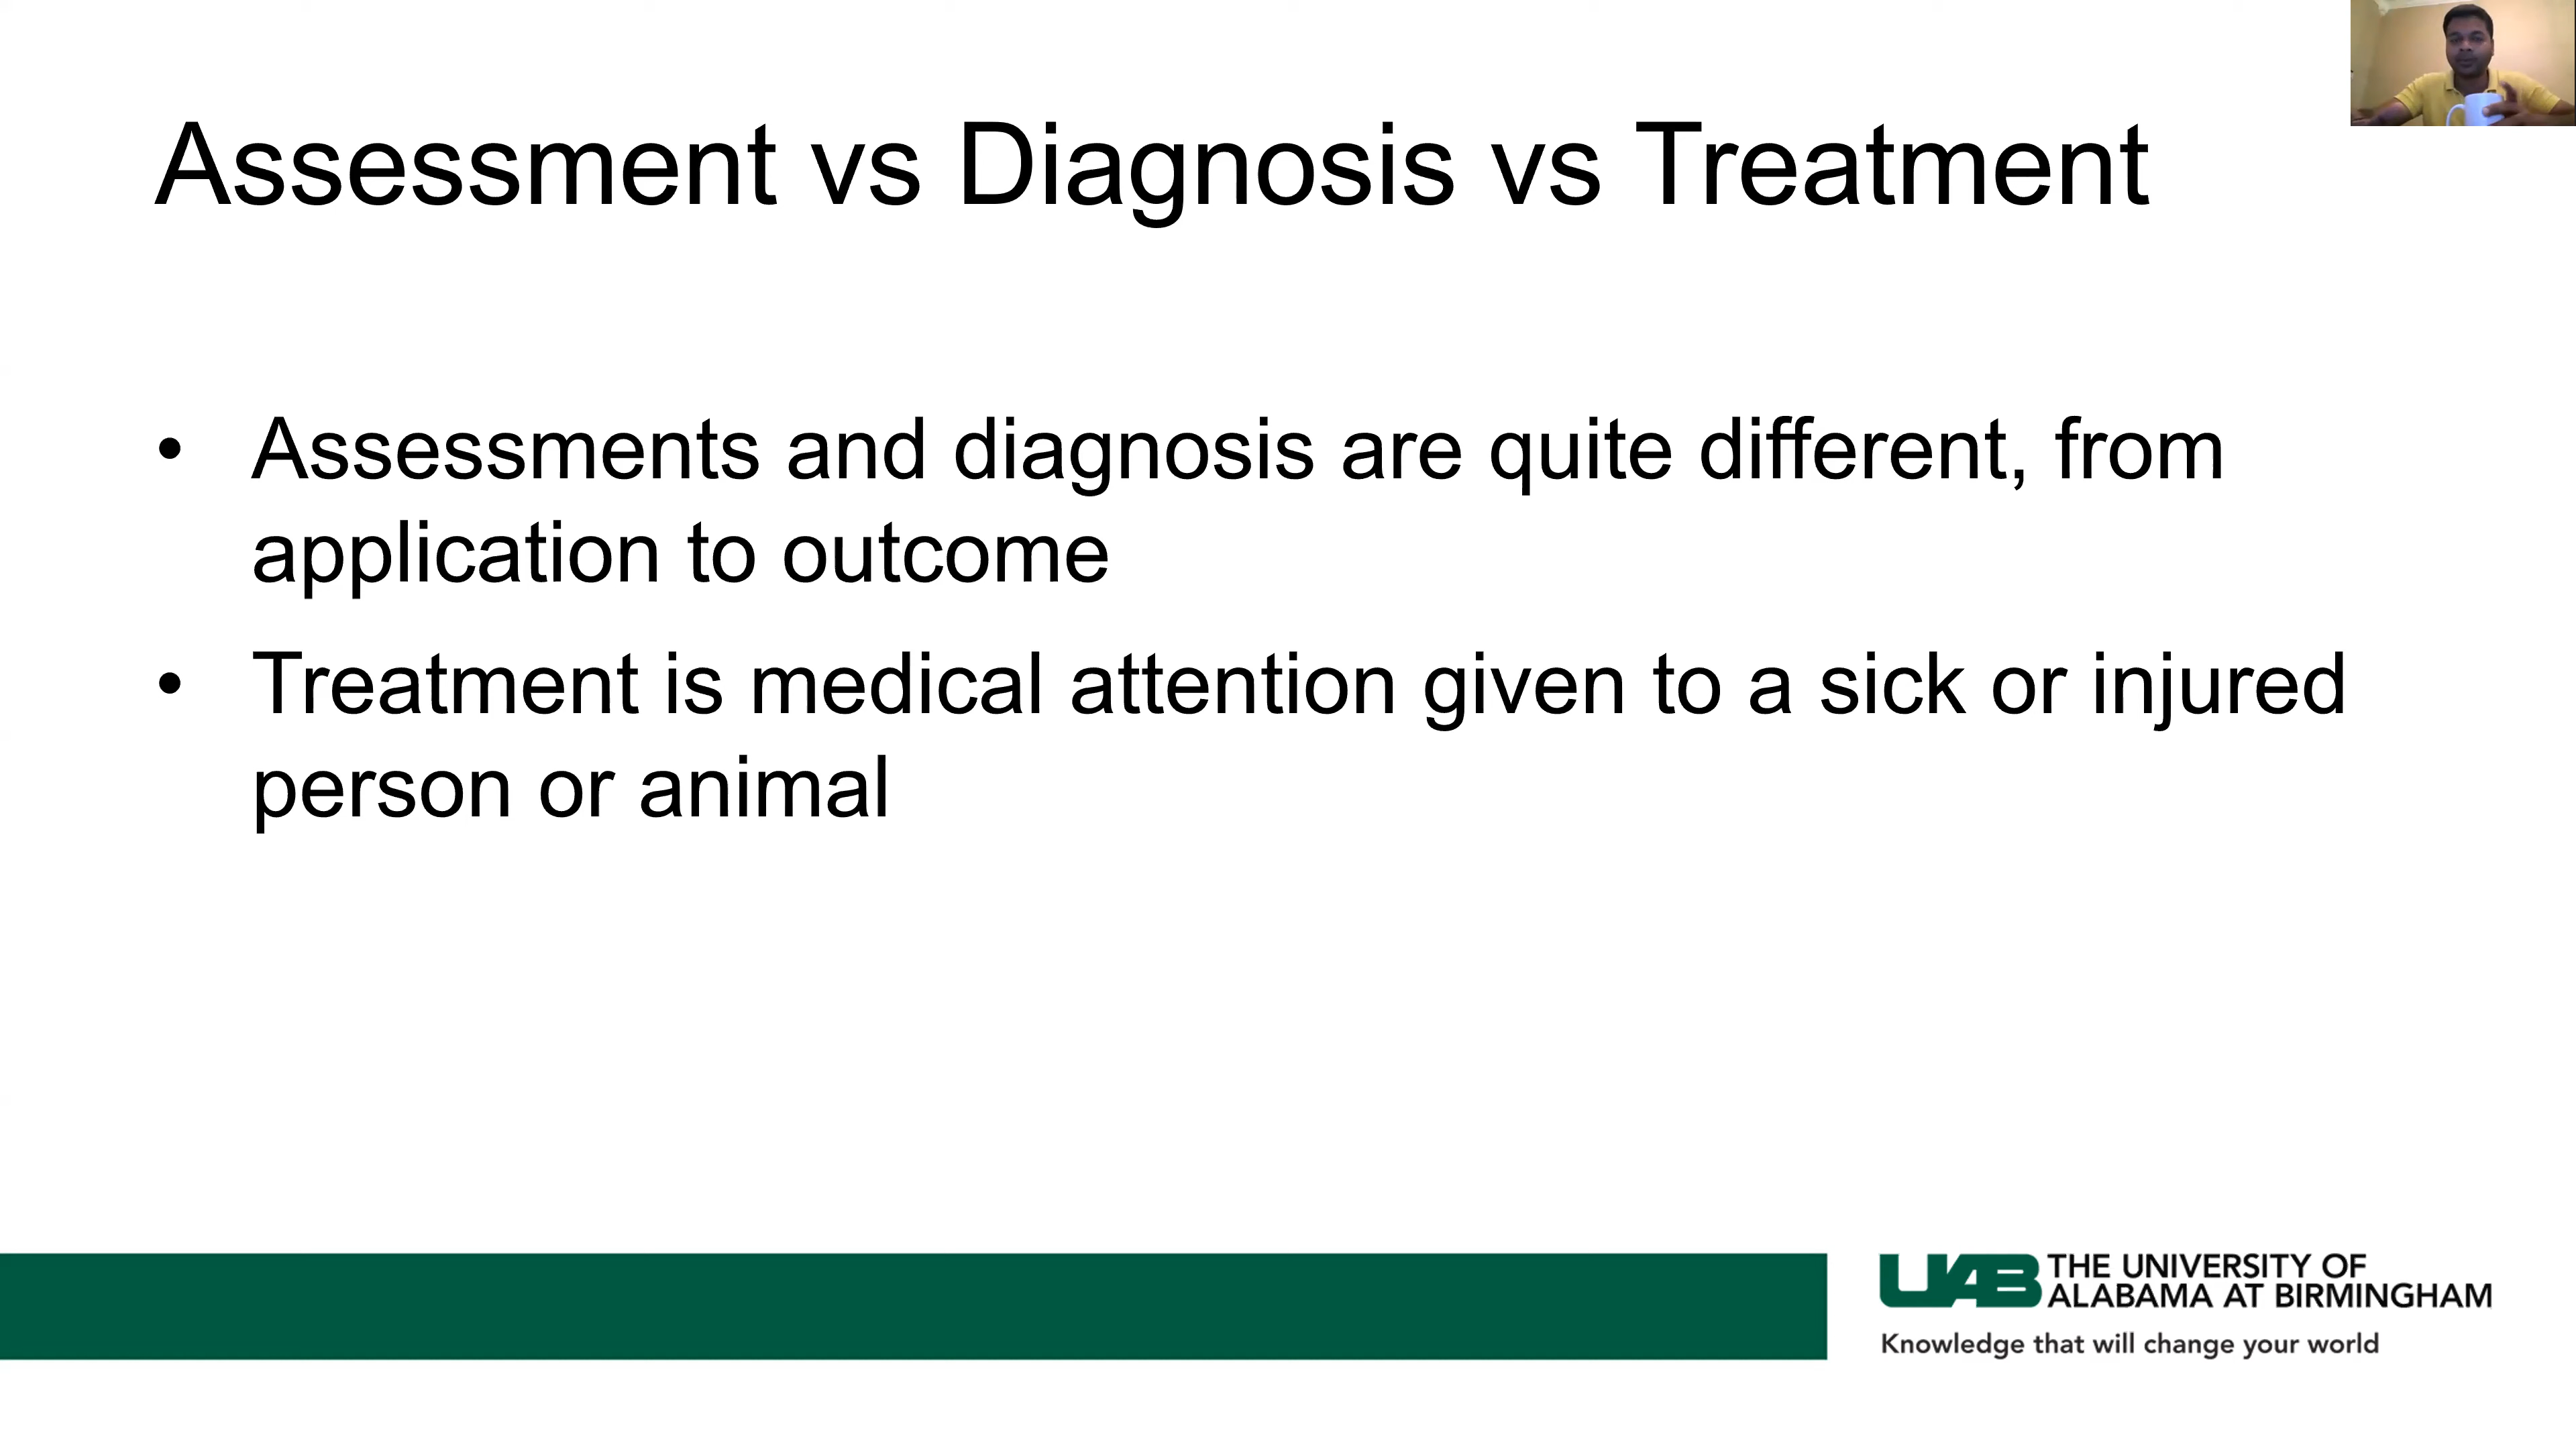 Assessment vs Diagnosis vs Treatment
• Assessments and diagnosis are quite different, from
application to outcome
• Treatment is medical attention given to a sick or injured
person or animal
UAB THE UNIVERSITY OF
ALABAMA AT BIRMINGHAM
Knowledge that will change your world